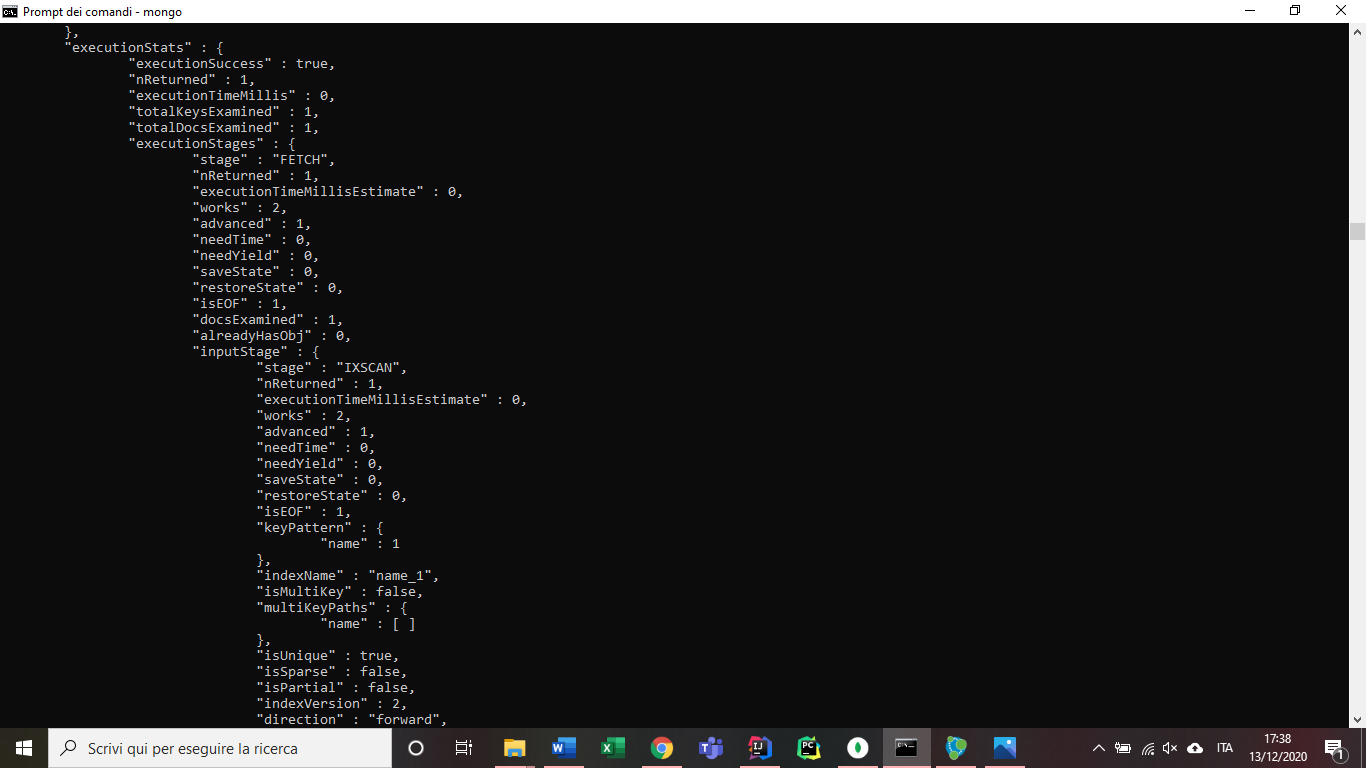 Prompt dei comandi - mongo
},
"executionStats" : {
"executionSuccess" : true,
"nReturned" : 1,
"executionTimeMillis" : 0,
"totalKeysExamined" : 1,
"totalDocsExamined" : 1,
"executionStages" : {
"stage" : "FETCH",
"nReturned" : 1,
"executionTimeMillisEstimate" : 0,
"works" : 2,
"advanced" : 1,
"needTime" : 0,
"needYield" : 0,
"saveState" : 0,
"restoreState" : 0,
"isEOF" : 1,
"docsExamined" : 1,
"alreadyHasObj" : 0,
"inputStage" : {
"stage" : "IXSCAN",
"nReturned" : 1,
"executionTimeMillisEstimate" : 0,
"works" : 2,
"advanced" : 1,
"needTime" : 0,
"needYield" : 0,
"saveState" : 0,
"restoreState" : 0,
"isEOF" : 1,
"keyPattern" : {
"name" : 1
},
"indexName" : "name_1",
"isMultiKey" : false,
"multiKeyPaths" : {
"name" : [ ]
},
"isUnique" : true,
"isSparse" : false,
"isPartial" : false,
"indexVersion" : 2,
"direction" : "forward",
Scrivi qui per eseguire la ricerca
ITA
17:38
13/12/2020
1